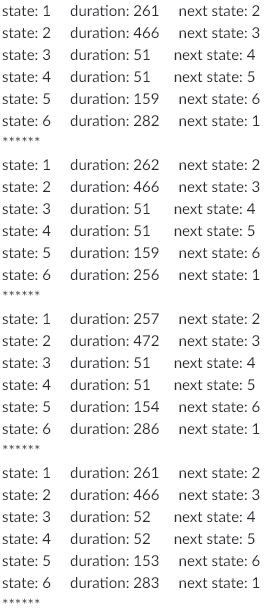 state: 1 duration: 261 next state: 2
state: 2 duration: 466 next state: 3
state: 3 duration: 51 next state: 4
state: 4 duration: 51 next state: 5
state: 5 duration: 159 next state: 6
state: 6 duration: 282 next state: 1
******
state: 1 duration: 262 next state: 2
state: 2 duration: 466 next state: 3
state: 3 duration: 51 next state: 4
state: 4 duration: 51 next state: 5
state: 5 duration: 159 next state: 6
state: 6 duration: 256 next state: 1
******
state: 1 duration: 257 next state: 2
state: 2 duration: 472 next state: 3
state: 3 duration: 51 next state: 4
state: 4 duration: 51 next state: 5
state: 5 duration: 154 next state: 6
state: 6 duration: 286 next state: 1
******
state: 1 duration: 261 next state: 2
state: 2 duration: 466 next state: 3
state: 3 duration: 52 next state: 4
state: 4 duration: 52 next state: 5
state: 5 duration: 153 next state: 6
state: 6 duration: 283 next state: 1
******